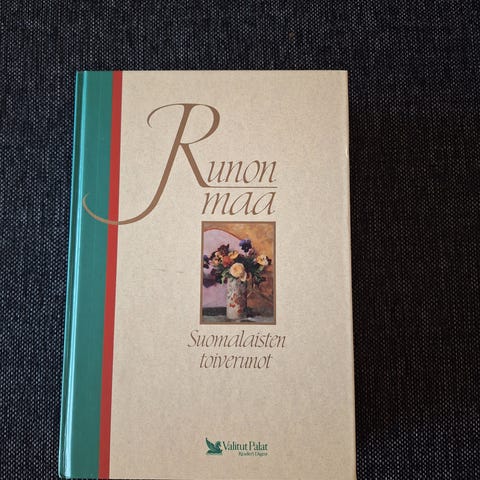 Runon
maa
Suomalaisten
toiverunot
Valitut Palat
Reader's Digest